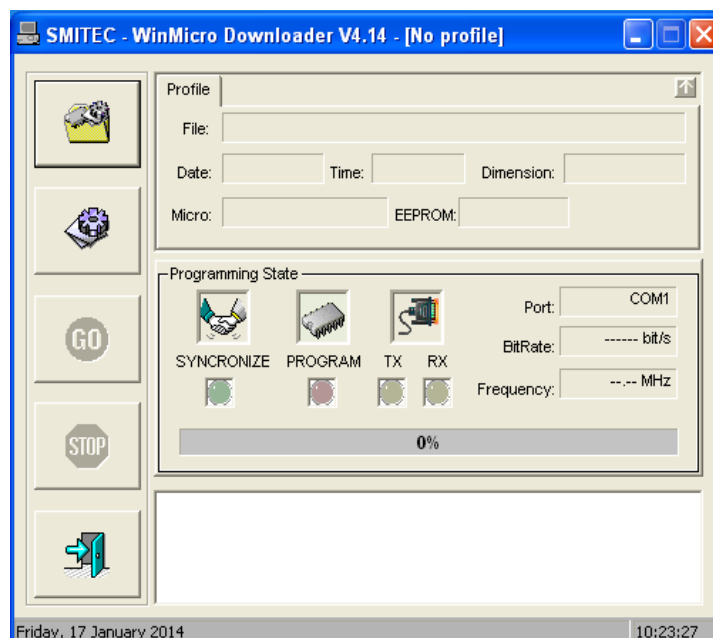 SMITEC - WinMicro Downloader V4.14 - [No profile]
Profile
File:
Date: Time: Dimension:
Micro: EEPROM:
Programming State
Port: COM1
BitRate: ------ bit/s
Frequency: --.-- MHz
SYNCRONIZE PROGRAM TX RX
0%
GO
STOP
Friday, 17 January 2014 10:23:27